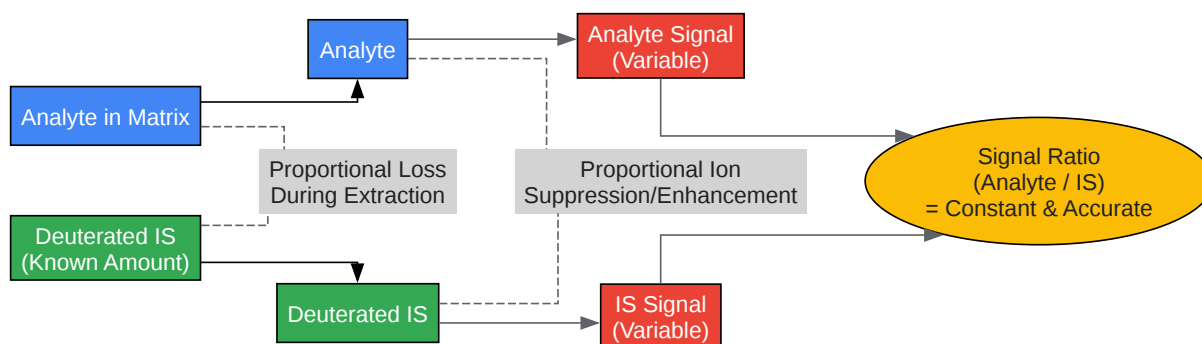 Analyte in Matrix
Deuterated IS
(Known Amount)
Proportional Loss
During Extraction
Analyte
Deuterated IS
Proportional Ion
Suppression/Enhancement
Analyte Signal
(Variable)
IS Signal
(Variable)
Signal Ratio
(Analyte / IS)
= Constant & Accurate